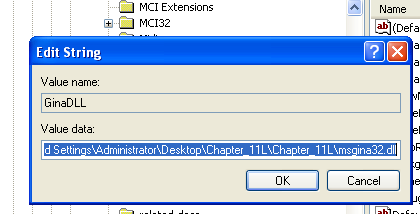 MCI Extensions
MCI32
Name
(Defa
Edit String
Value name:
GinaDLL
Value data:
d Settings\Administrator\Desktop\Chapter_11L\Chapter_11L\msgina32.dll
OK
Cancel